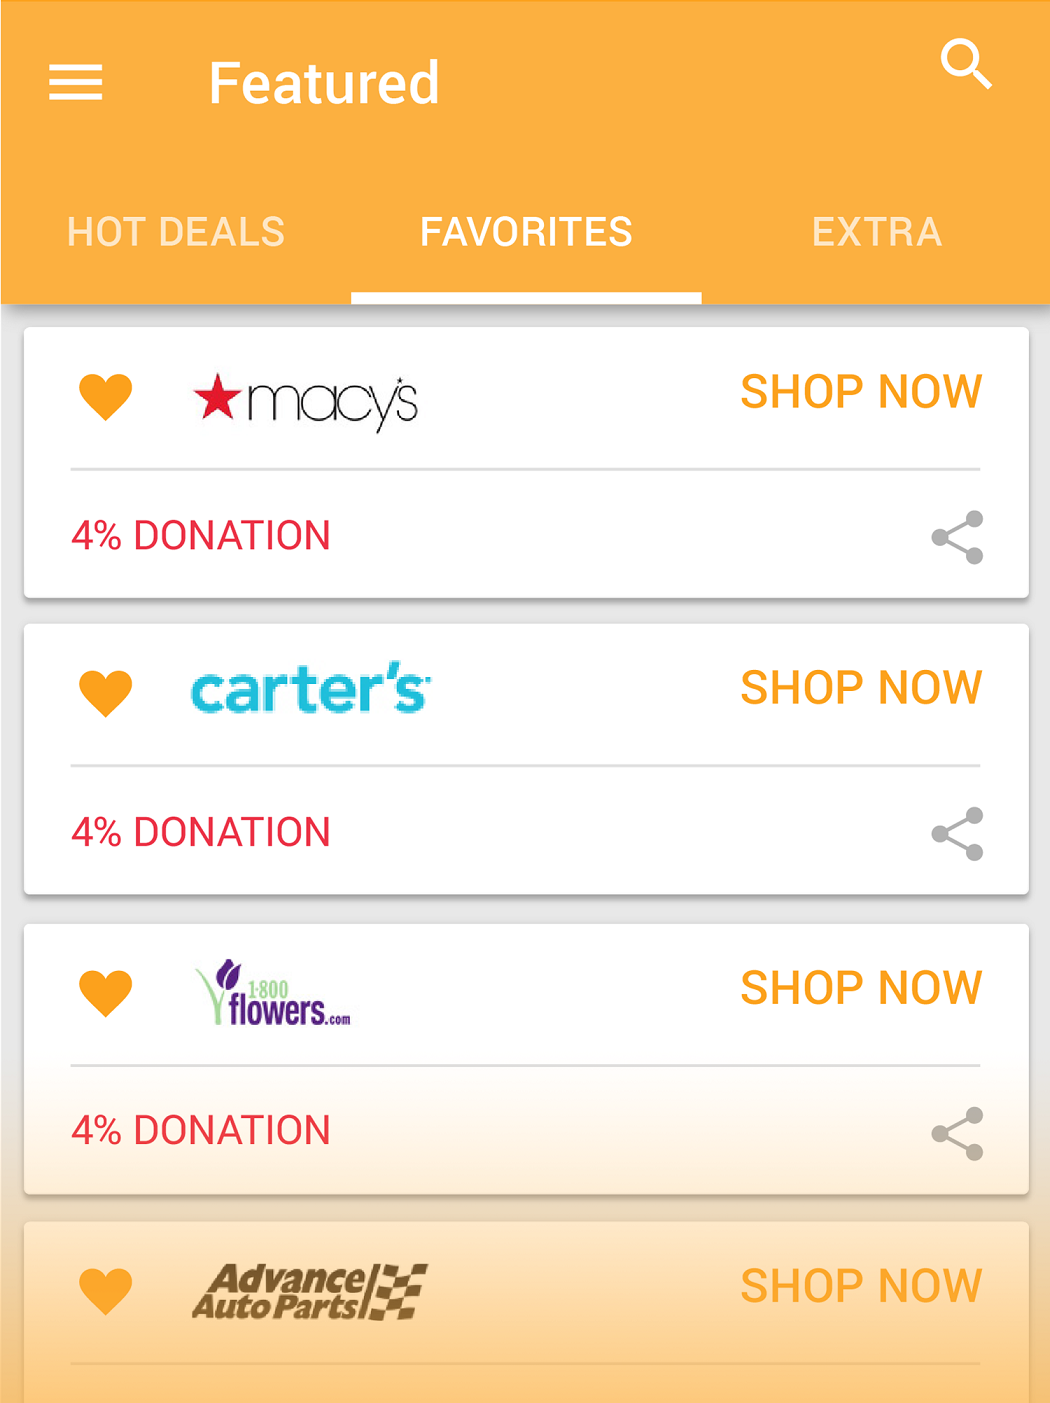 Featured
HOT DEALS FAVORITES EXTRA
macy's SHOP NOW
4% DONATION
carter's SHOP NOW
4% DONATION
1-800
flowers.com SHOP NOW
4% DONATION
Advance
Auto Parts SHOP NOW